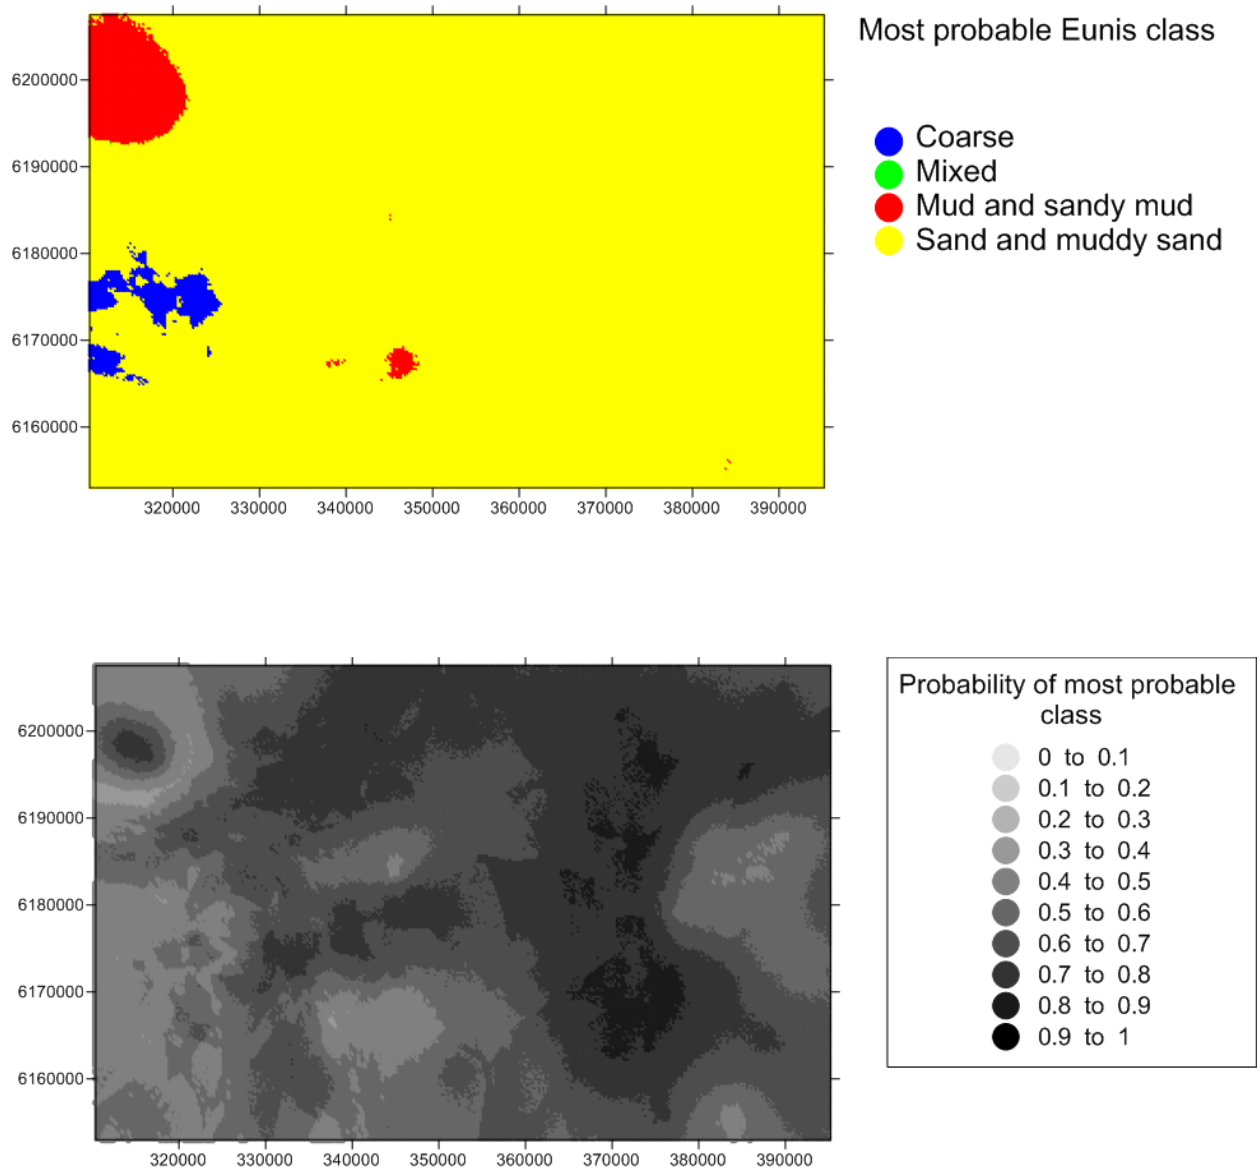 Most probable Eunis class
6200000
6190000
6180000
6170000
6160000
320000 330000 340000 350000 360000 370000 380000 390000
Coarse
Mixed
Mud and sandy mud
Sand and muddy sand
6200000
6190000
6180000
6170000
6160000
320000 330000 340000 350000 360000 370000 380000 390000
Probability of most probable
class
0 to 0.1
0.1 to 0.2
0.2 to 0.3
0.3 to 0.4
0.4 to 0.5
0.5 to 0.6
0.6 to 0.7
0.7 to 0.8
0.8 to 0.9
0.9 to 1